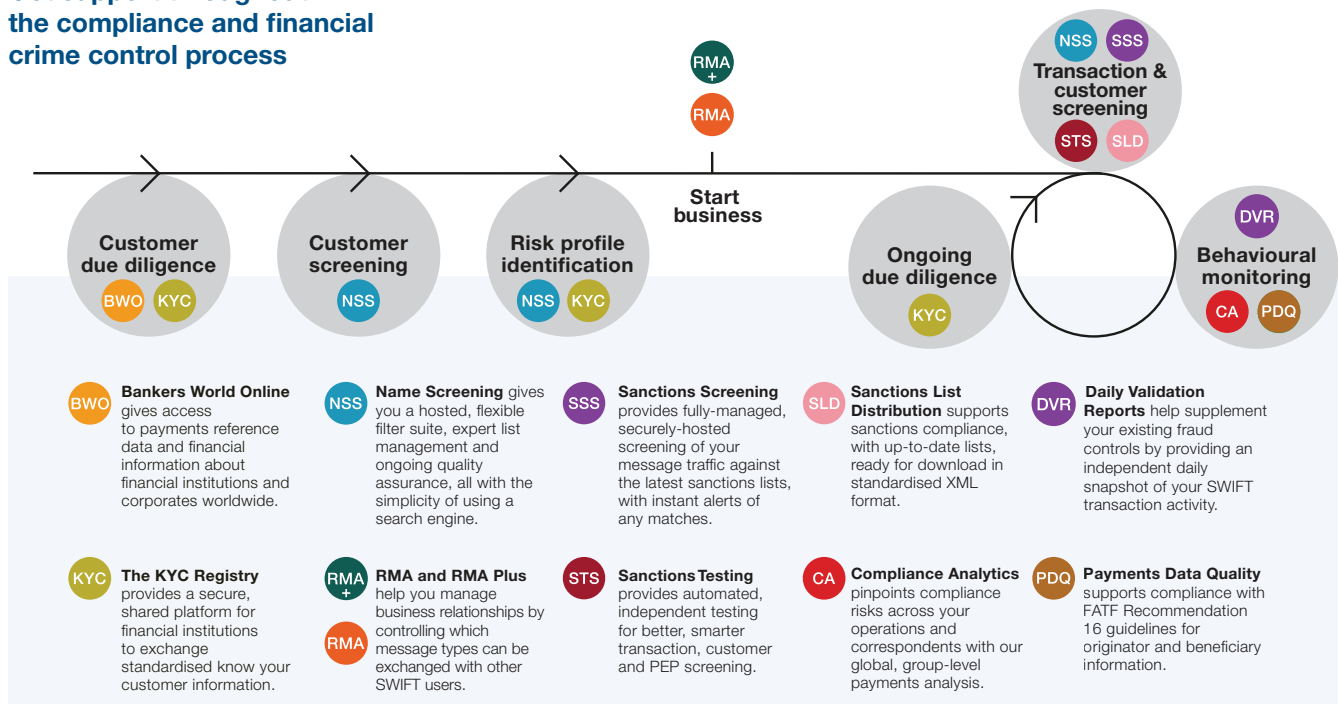 the compliance and financial
crime control process
RMA
+
RMA
Start
business
NSS SSS
Transaction &
customer
screening
STS SLD
Customer
due diligence
BWO KYC
Customer
screening
NSS
Risk profile
identification
NSS KYC
Ongoing
due diligence
KYC
DVR
Behavioural
monitoring
CA PDQ
BWO
Bankers World Online
gives access
to payments reference
data and financial
information about
financial institutions and
corporates worldwide.
NSS
Name Screening gives
you a hosted, flexible
filter suite, expert list
management and
ongoing quality
assurance, all with the
simplicity of using a
search engine.
SSS
Sanctions Screening
provides fully-managed,
securely-hosted
screening of your
message traffic against
the latest sanctions lists,
with instant alerts of
any matches.
SLD
Sanctions List
Distribution supports
sanctions compliance,
with up-to-date lists,
ready for download in
standardised XML
format.
DVR
Daily Validation
Reports help supplement
your existing fraud
controls by providing an
independent daily
snapshot of your SWIFT
transaction activity.
KYC
The KYC Registry
provides a secure,
shared platform for
financial institutions
to exchange
standardised know your
customer information.
RMA
+
RMA
RMA and RMA Plus
help you manage
business relationships by
controlling which
message types can be
exchanged with other
SWIFT users.
STS
Sanctions Testing
provides automated,
independent testing
for better, smarter
transaction, customer
and PEP screening.
CA
Compliance Analytics
pinpoints compliance
risks across your
operations and
correspondents with our
global, group-level
payments analysis.
PDQ
Payments Data Quality
supports compliance with
FATF Recommendation
16 guidelines for
originator and beneficiary
information.